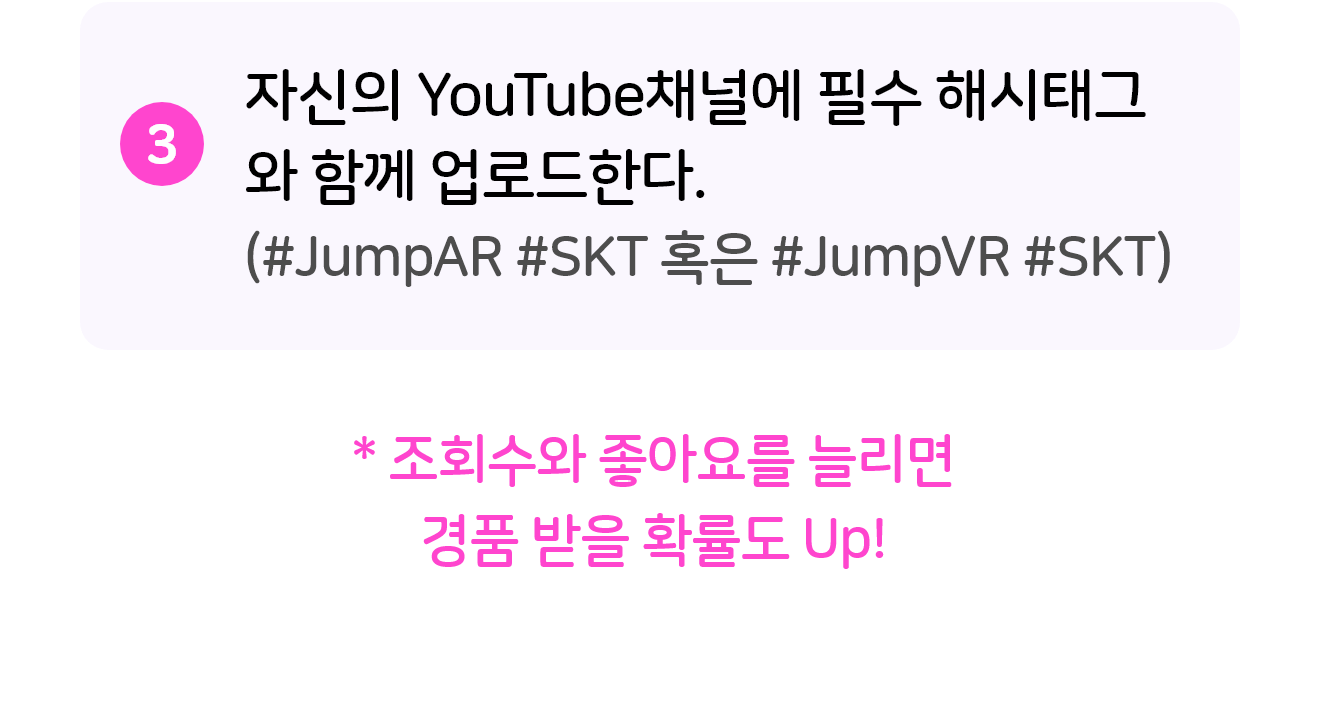 3
자신의 YouTube채널에 필수 해시태그
와 함께 업로드한다.
(#JumpAR #SKT 혹은 #JumpVR #SKT)
* 조회수와 좋아요를 늘리면
경품 받을 확률도 Up!